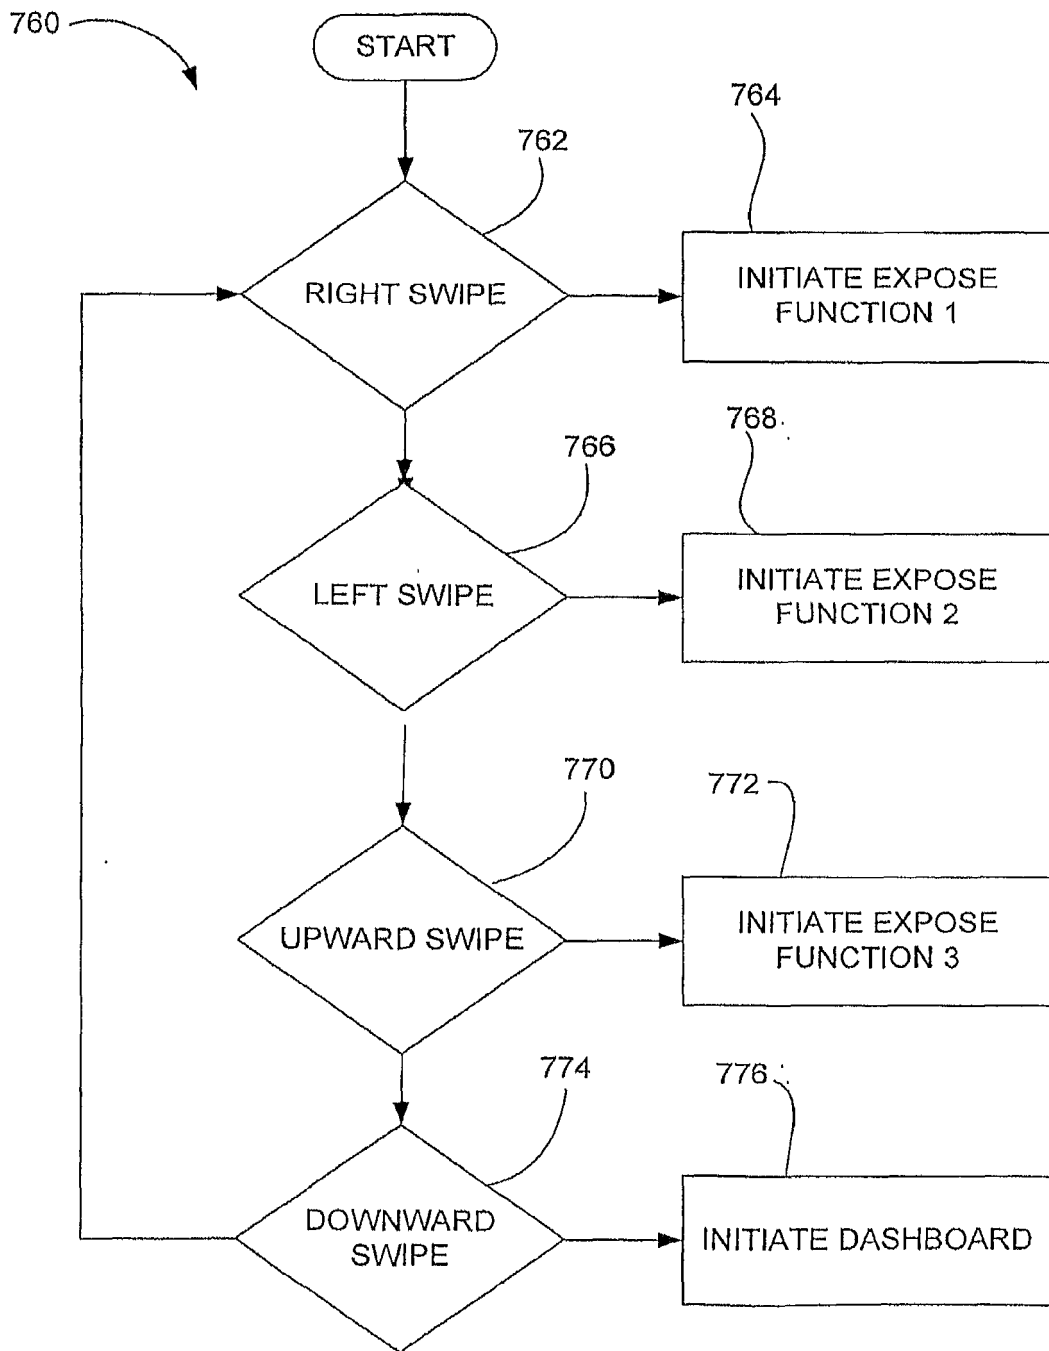 760
START
762
764
RIGHT SWIPE
INITIATE EXPOSE
FUNCTION 1
766
768
LEFT SWIPE
INITIATE EXPOSE
FUNCTION 2
770
772
UPWARD SWIPE
INITIATE EXPOSE
FUNCTION 3
774
776
DOWNWARD
SWIPE
INITIATE DASHBOARD